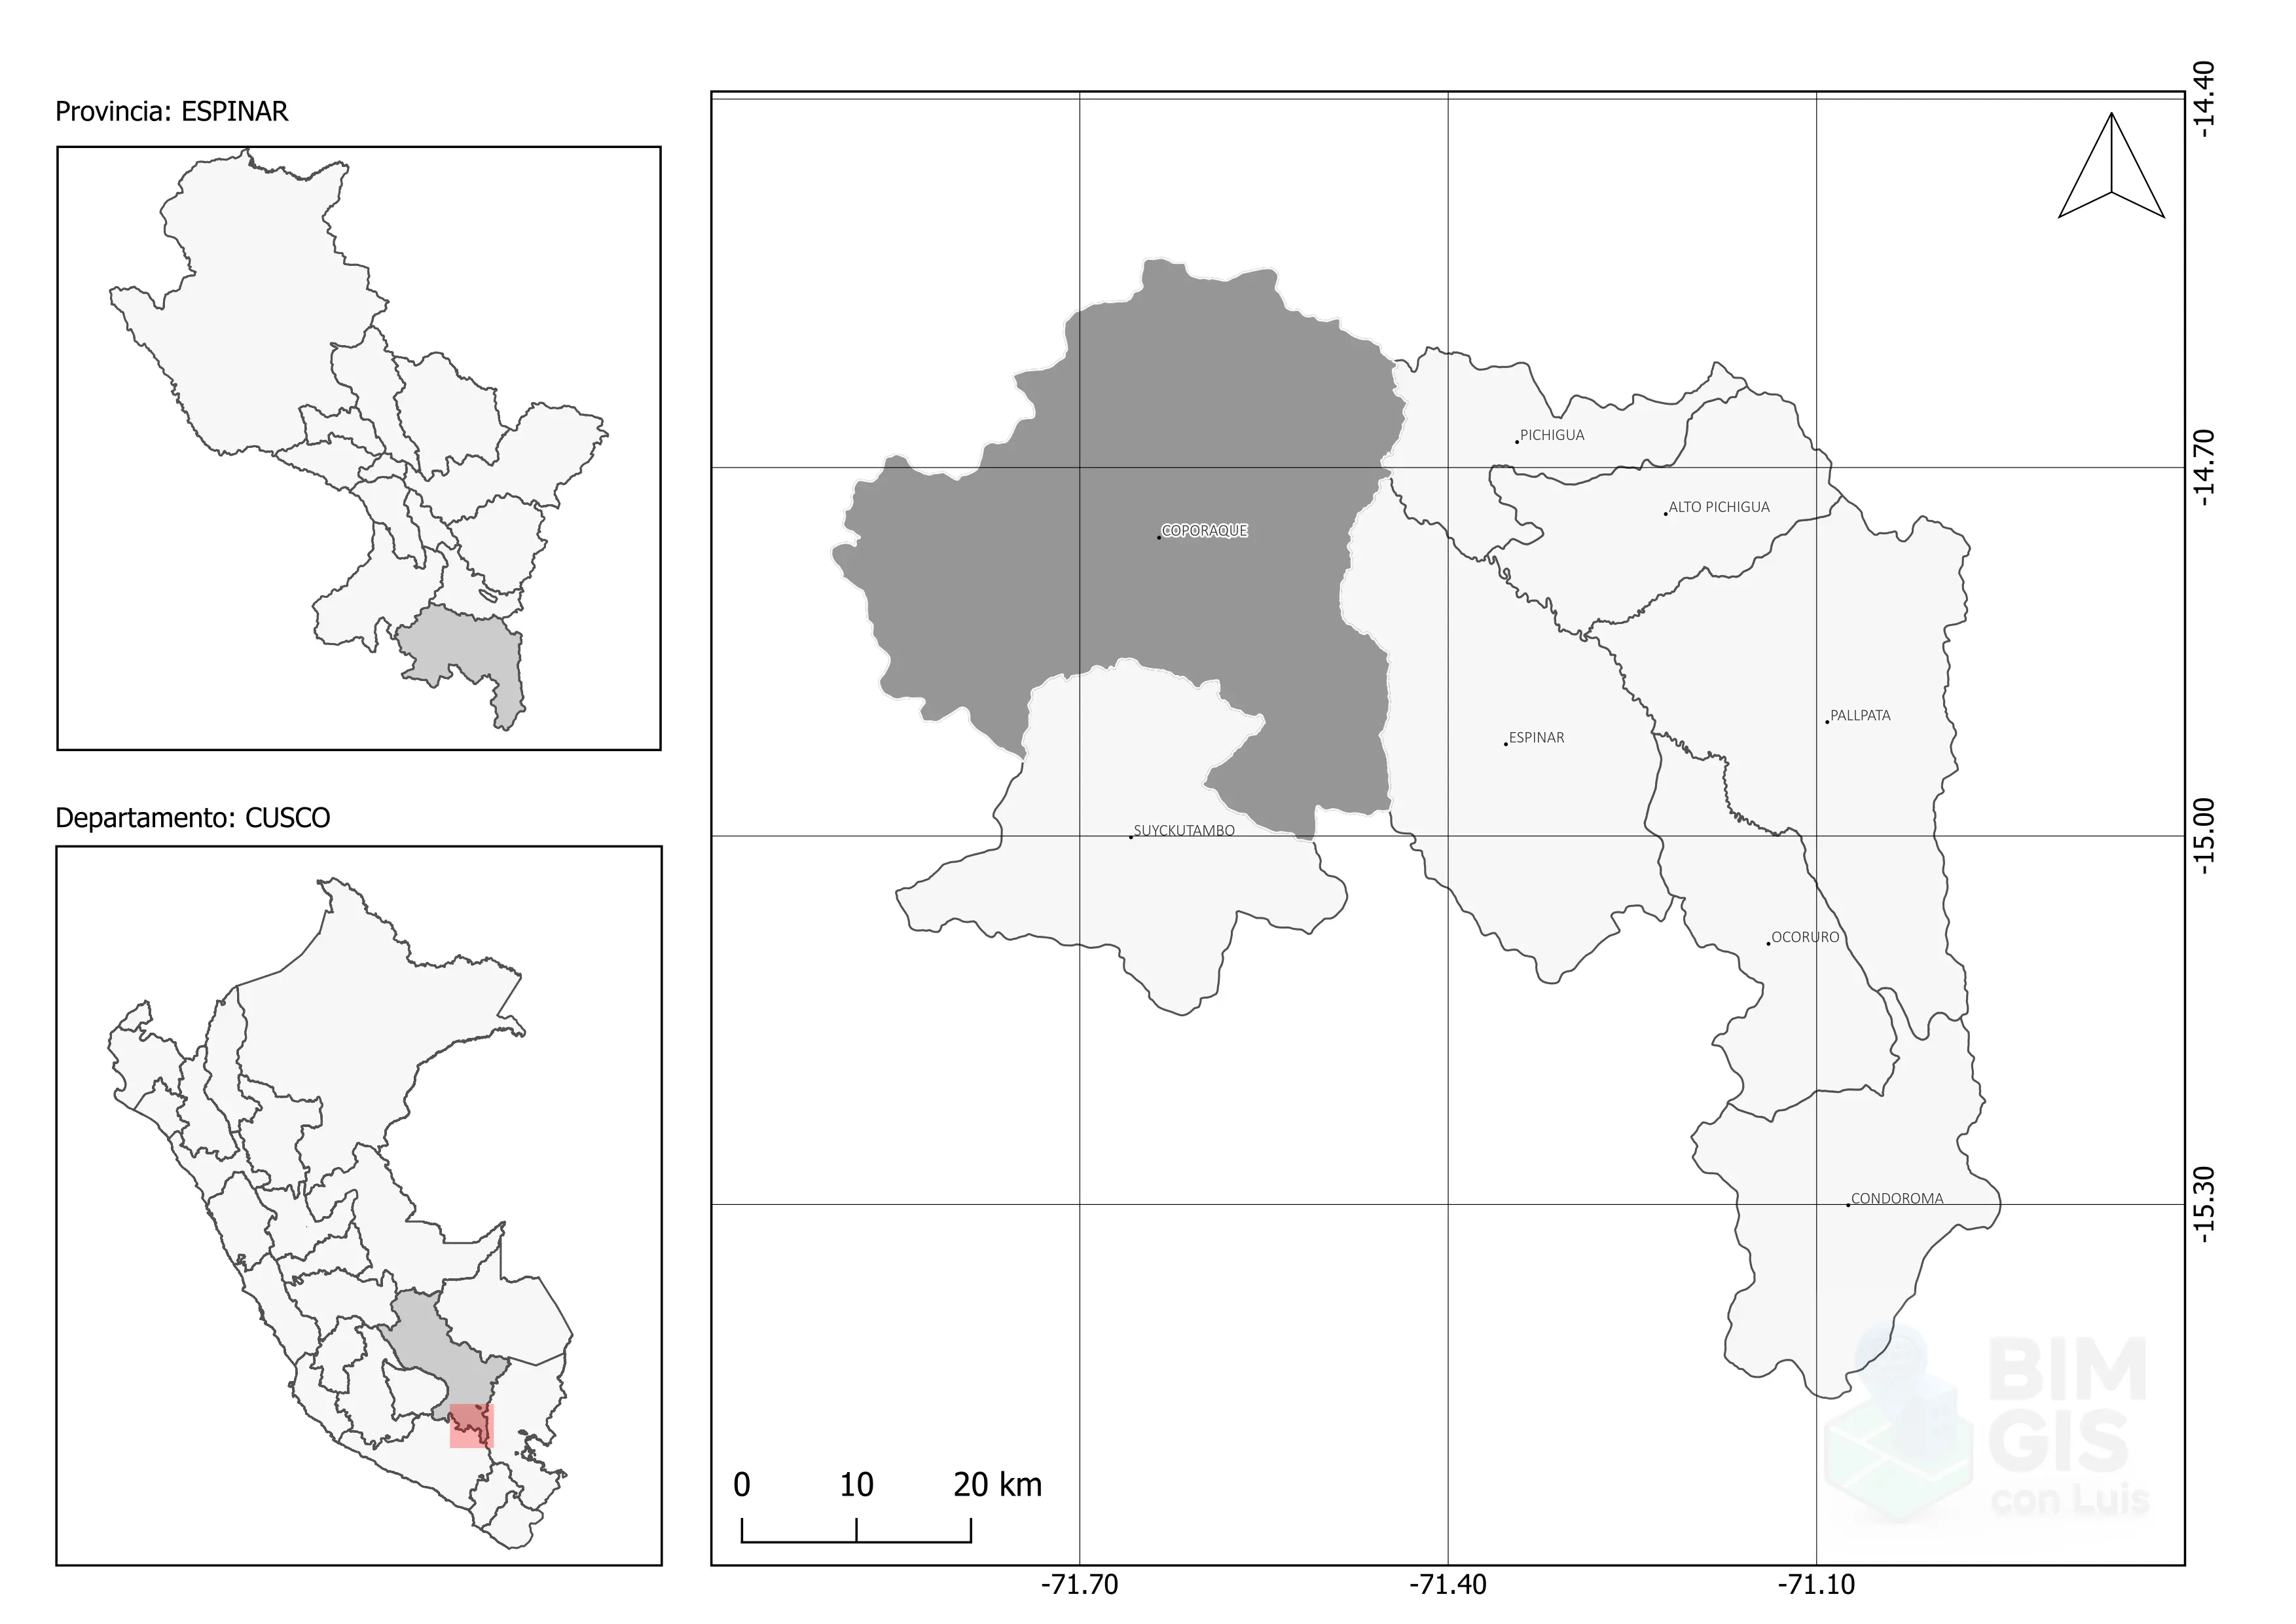 Provincia: ESPINAR
Departamento: CUSCO
-14.40
-14.70
-15.00
-15.30
PICHIGUA
ALTO PICHIGUA
COPORAQUE
PALLPATA
ESPINAR
SUYCKUTAMBO
OCORURO
CONDOROMA
BIM
GIS
con Luis
0 10 20 km
-71.70 -71.40 -71.10